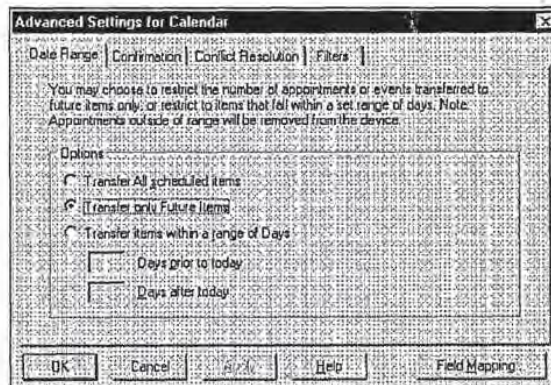 Advanced Settings for Calendar
Date Range Confirmation Conflict Resolution Filters
You may choose to restrict the number of appointments or events transferred to
future items only, or restrict to items that fall within a set range of days. Note:
Appointments outside of range will be removed from the device.
Options
Transfer All scheduled items
Transfer only Future Items
Transfer items within a range of Days
Days prior to today
Days after today
OK Cancel Apply Help Field Mapping